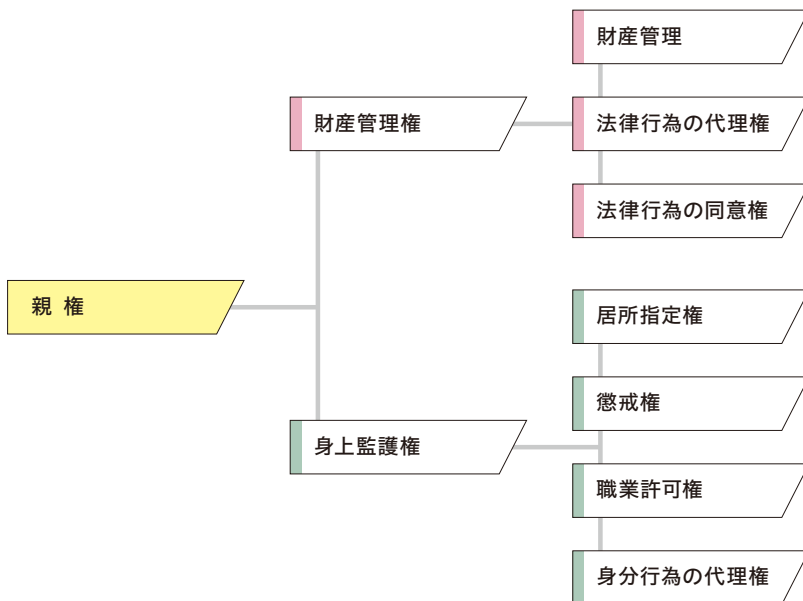 財産管理
財産管理権
法律行為の代理権
法律行為の同意権
親 権
居所指定権
懲戒権
身上監護権
職業許可権
身分行為の代理権